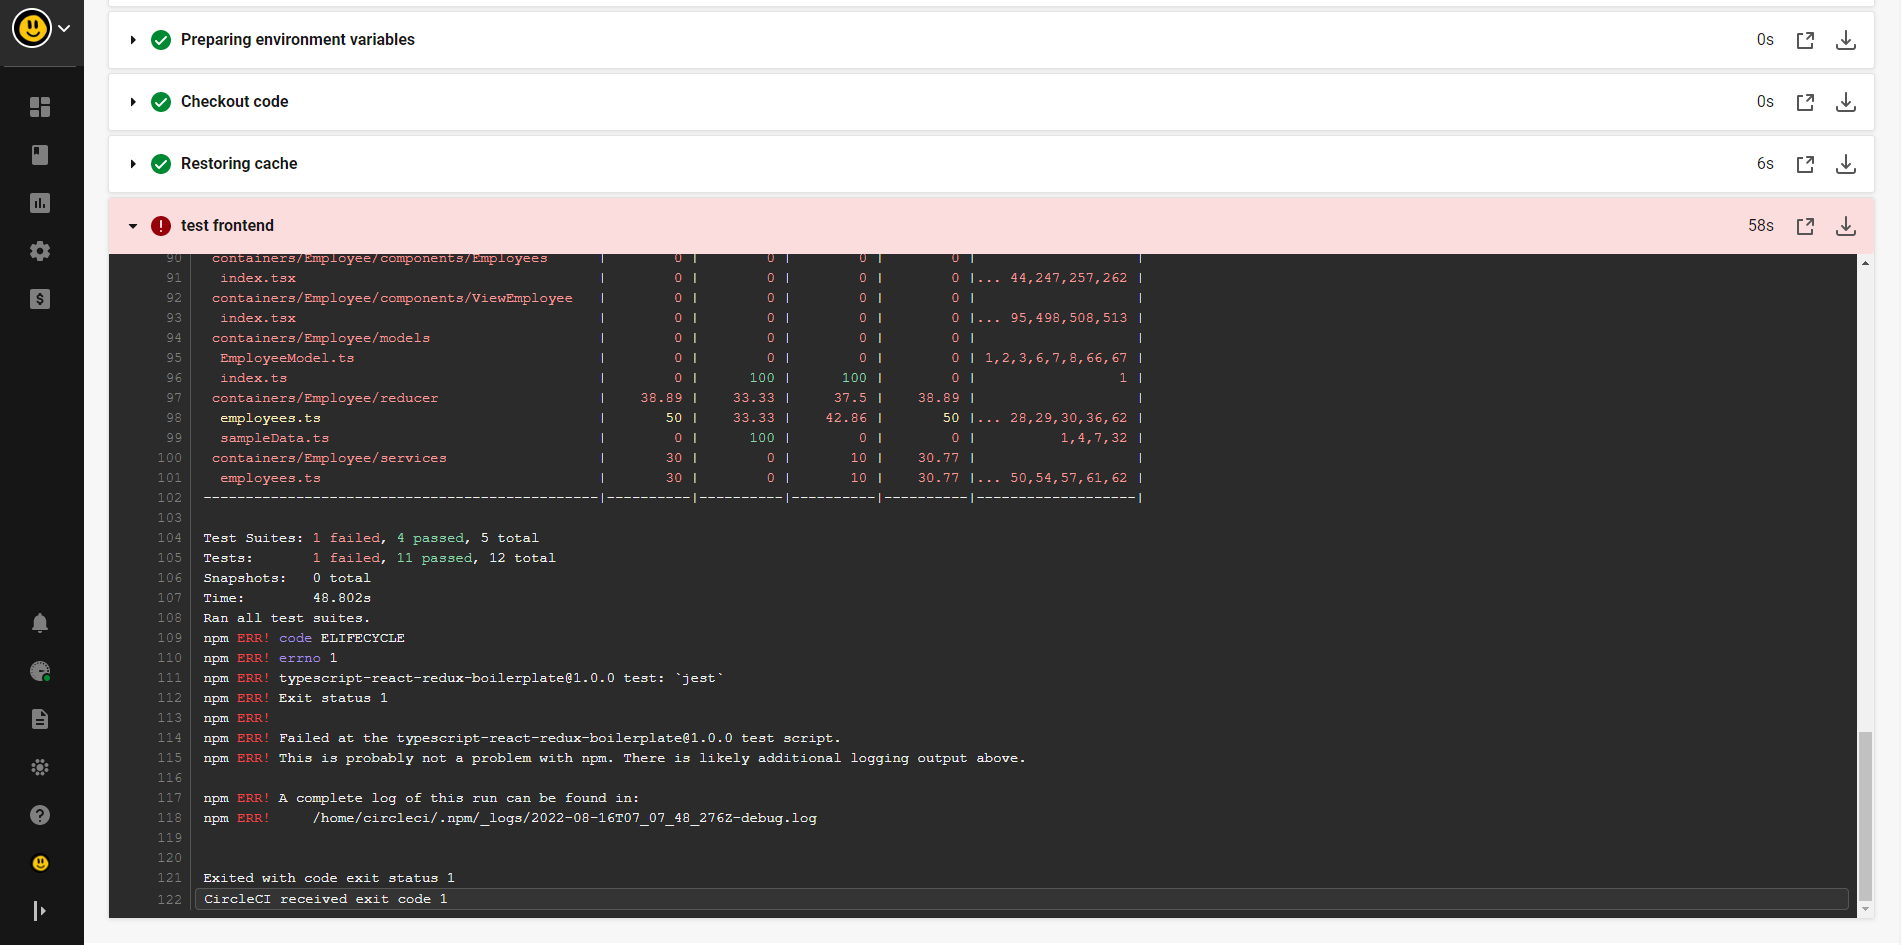 Preparing environment variables 0s
Checkout code 0s
Restoring cache 6s
test frontend 58s
90 containers/Employee/components/Employees | 0 | 0 | 0 | 0 | |
91 index.tsx | 0 | 0 | 0 | 0 |... 44,247,257,262 |
92 containers/Employee/components/ViewEmployee | 0 | 0 | 0 | 0 | |
93 index.tsx | 0 | 0 | 0 | 0 |... 95,498,508,513 |
94 containers/Employee/models | 0 | 0 | 0 | 0 | |
95 EmployeeModel.ts | 0 | 0 | 0 | 0 | 1,2,3,6,7,8,66,67 |
96 index.ts | 0 | 100 | 100 | 0 | 1 |
97 containers/Employee/reducer | 38.89 | 33.33 | 37.5 | 38.89 | |
98 employees.ts | 50 | 33.33 | 42.86 | 50 |... 28,29,30,36,62 |
99 sampleData.ts | 0 | 100 | 0 | 0 | 1,4,7,32 |
100 containers/Employee/services | 30 | 0 | 10 | 30.77 | |
101 employees.ts | 30 | 0 | 10 | 30.77 |... 50,54,57,61,62 |
102 -----------------------------------------------|----------|----------|----------|----------|-------------------|
103
104 Test Suites: 1 failed, 4 passed, 5 total
105 Tests: 1 failed, 11 passed, 12 total
106 Snapshots: 0 total
107 Time: 48.802s
108 Ran all test suites.
109 npm ERR! code ELIFECYCLE
110 npm ERR! errno 1
111 npm ERR! typescript-react-redux-boilerplate@1.0.0 test: `jest`
112 npm ERR! Exit status 1
113 npm ERR!
114 npm ERR! Failed at the typescript-react-redux-boilerplate@1.0.0 test script.
115 npm ERR! This is probably not a problem with npm. There is likely additional logging output above.
116
117 npm ERR! A complete log of this run can be found in:
118 npm ERR! /home/circleci/.npm/_logs/2022-08-16T07_07_48_276Z-debug.log
119
120
121 Exited with code exit status 1
122 CircleCI received exit code 1